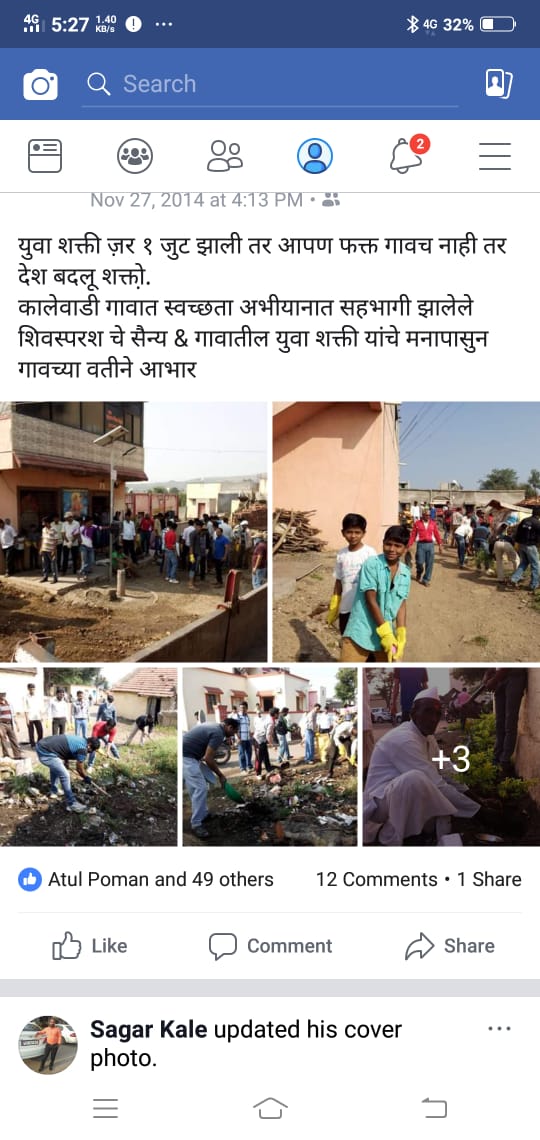 4G 5:27 1.40 KB/s ! ... 4G 32%
Search
2
Nov 27, 2014 at 4:13 PM •
युवा शक्ती ज़र १ जुट झाली तर आपण फक्त गावच नाही तर
देश बदलू शक्तो़.
कालेवाडी गावात स्वच्छता अभीयानात सहभागी झालेले
शिवस्परश चे सैन्य & गावातील युवा शक्ती यांचे मनापासुन
गावच्या वतीने आभार
+3
Atul Poman and 49 others 12 Comments • 1 Share
Like Comment Share
Sagar Kale updated his cover ...
photo.